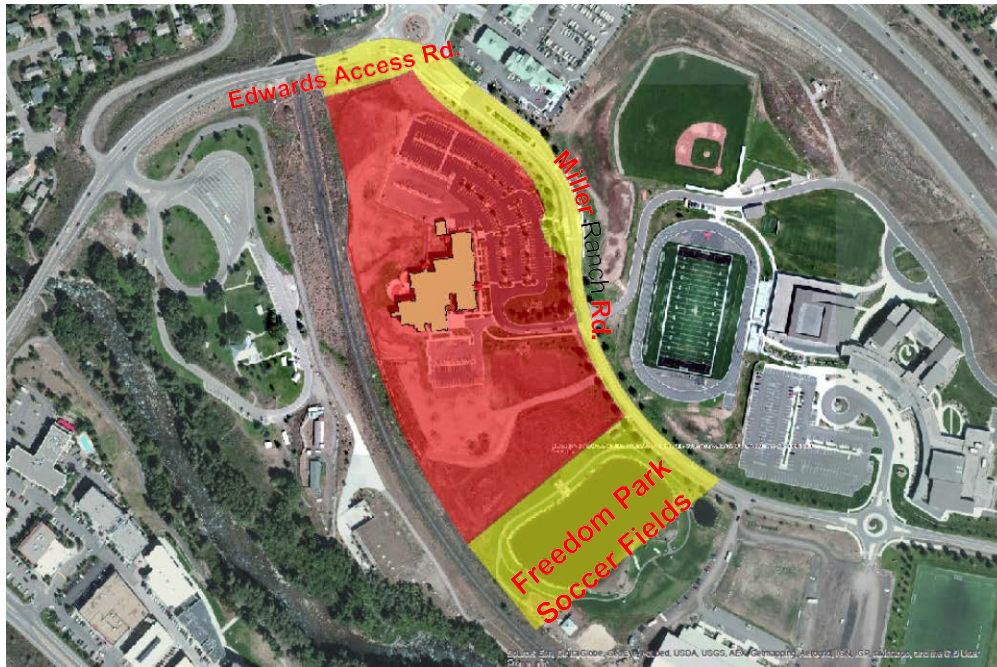 Edwards Access Rd.
Miller Ranch Rd.
Freedom Park
Soccer Fields